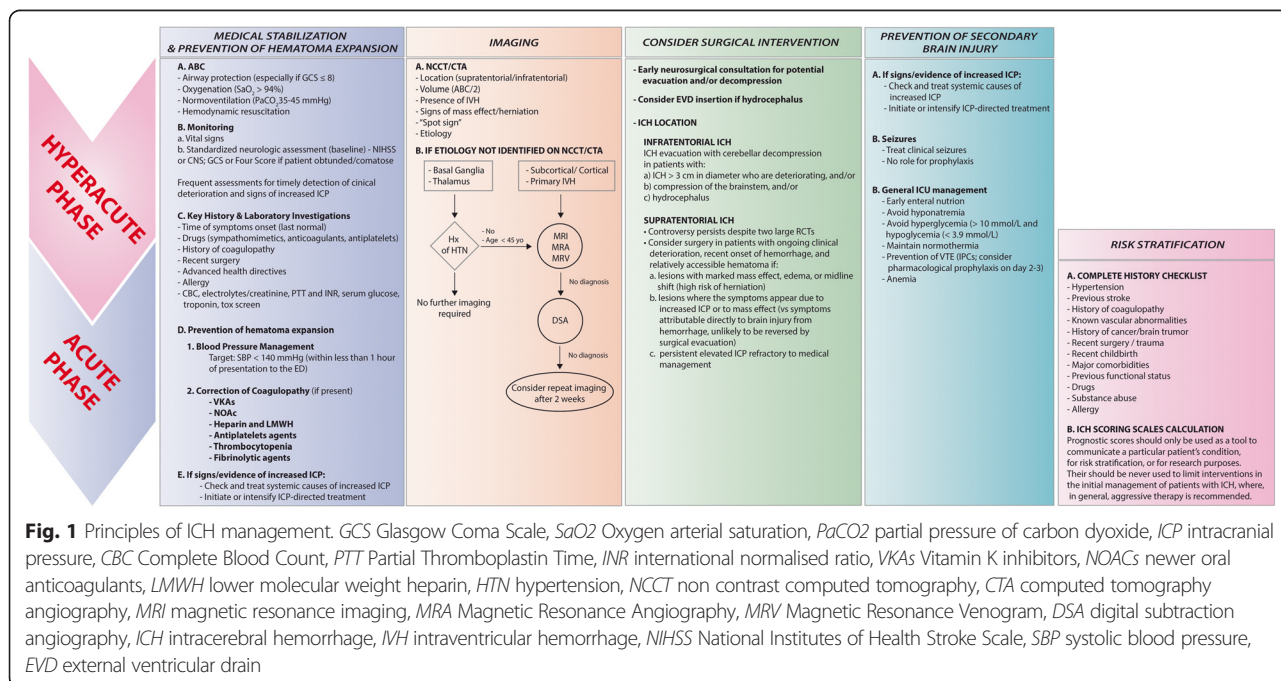 HYPERACUTE PHASE
ACUTE PHASE
MEDICAL STABILIZATION
& PREVENTION OF HEMATOMA EXPANSION
A. ABC
- Airway protection (especially if GCS ≤ 8)
- Oxygenation (SaO2 > 94%)
- Normoventilation (PaCO2 35-45 mmHg)
- Hemodynamic resuscitation
B. Monitoring
a. Vital signs
b. Standardized neurologic assessment (baseline) - NIHSS
or CNS; GCS or Four Score if patient obtunded/comatose
Frequent assessments for timely detection of cinical
deterioration and signs of increased ICP
C. Key History & Laboratory Investigations
- Time of symptoms onset (last normal)
- Drugs (sympathomimetics, anticoagulants, antiplatelets)
- History of coagulopathy
- Recent surgery
- Advanced health directives
- Allergy
- CBC, electrolytes/creatinine, PTT and INR, serum glucose,
troponin, tox screen
D. Prevention of hematoma expansion
1. Blood Pressure Management
Target: SBP < 140 mmHg (within less than 1 hour
of presentation to the ED)
2. Correction of Coagulopathy (if present)
- VKAs
- NOAc
- Heparin and LMWH
- Antiplatelets agents
- Thrombocytopenia
- Fibrinolytic agents
E. If signs/evidence of increased ICP:
- Check and treat systemic causes of increased ICP
- Initiate or intensify ICP-directed treatment
IMAGING
A. NCCT/CTA
- Location (supratentorial/infratentorial)
- Volume (ABC/2)
- Presence of IVH
- Signs of mass effect/herniation
- "Spot sign"
- Etiology
B. IF ETIOLOGY NOT IDENTIFIED ON NCCT/CTA
- Basal Ganglia
- Thalamus
- Subcortical/ Cortical
- Primary IVH
Hx
of HTN
- No
- Age < 45 yo
MRI
MRA
MRV
No further imaging
required
No diagnosis
DSA
No diagnosis
Consider repeat imaging
after 2 weeks
CONSIDER SURGICAL INTERVENTION
- Early neurosurgical consultation for potential
evacuation and/or decompression
- Consider EVD insertion if hydrocephalus
- ICH LOCATION
INFRATENTORIAL ICH
ICH evacuation with cerebellar decompression
in patients with:
a) ICH > 3 cm in diameter who are deteriorating, and/or
b) compression of the brainstem, and/or
c) hydrocephalus
SUPRATENTORIAL ICH
• Controversy persists despite two large RCTs
• Consider surgery in patients with ongoing clinical
deterioration, recent onset of hemorrhage, and
relatively accessible hematoma if:
a. lesions with marked mass effect, edema, or midline
shift (high risk of herniation)
b. lesions where the symptoms appear due to
increased ICP or to mass effect (vs symptoms
attributable directly to brain injury from
hemorrhage, unlikely to be reversed by
surgical evacuation)
c. persistent elevated ICP refractory to medical
management
PREVENTION OF SECONDARY
BRAIN INJURY
A. If signs/evidence of increased ICP:
- Check and treat systemic causes of
increased ICP
- Initiate or intensify ICP-directed treatment
B. Seizures
- Treat clinical seizures
- No role for prophylaxis
B. General ICU management
- Early enteral nutrion
- Avoid hyponatremia
- Avoid hyperglycemia (> 10 mmol/L and
hypoglycemia (< 3.9 mmol/L)
- Maintain normothermia
- Prevention of VTE (IPCs; consider
pharmacological prophylaxis on day 2-3)
- Anemia
RISK STRATIFICATION
A. COMPLETE HISTORY CHECKLIST
- Hypertension
- Previous stroke
- History of coagulopathy
- Known vascular abnormalities
- History of cancer/brain trumor
- Recent surgery / trauma
- Recent childbirth
- Major comorbidities
- Previous functional status
- Drugs
- Substance abuse
- Allergy
B. ICH SCORING SCALES CALCULATION
Prognostic scores should only be used as a tool to
communicate a particular patient's condition,
for risk stratification, or for research purposes.
Their should be never used to limit interventions in
the initial management of patients with ICH, where,
in general, aggressive therapy is recommended.
Fig. 1 Principles of ICH management. GCS Glasgow Coma Scale, SaO2 Oxygen arterial saturation, PaCO2 partial pressure of carbon dyoxide, ICP intracranial
pressure, CBC Complete Blood Count, PTT Partial Thromboplastin Time, INR international normalised ratio, VKAs Vitamin K inhibitors, NOACs newer oral
anticoagulants, LMWH lower molecular weight heparin, HTN hypertension, NCCT non contrast computed tomography, CTA computed tomography
angiography, MRI magnetic resonance imaging, MRA Magnetic Resonance Angiography, MRV Magnetic Resonance Venogram, DSA digital subtraction
angiography, ICH intracerebral hemorrhage, IVH intraventricular hemorrhage, NIHSS National Institutes of Health Stroke Scale, SBP systolic blood pressure,
EVD external ventricular drain